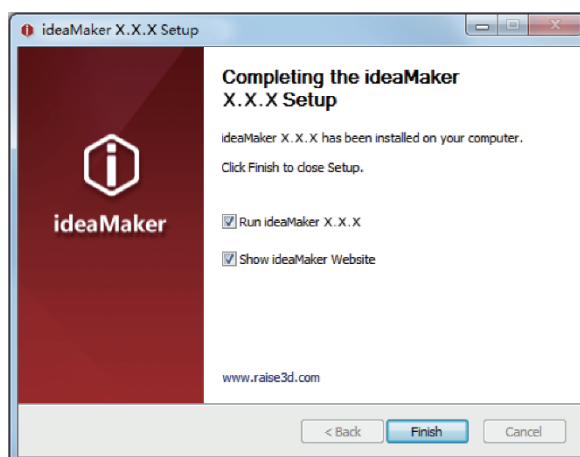 ideaMaker X.X.X Setup
Completing the ideaMaker
X.X.X Setup
ideaMaker X.X.X has been installed on your computer.
Click Finish to close Setup.
ideaMaker
Run ideaMaker X.X.X
Show ideaMaker Website
www.raise3d.com
< Back
Finish
Cancel